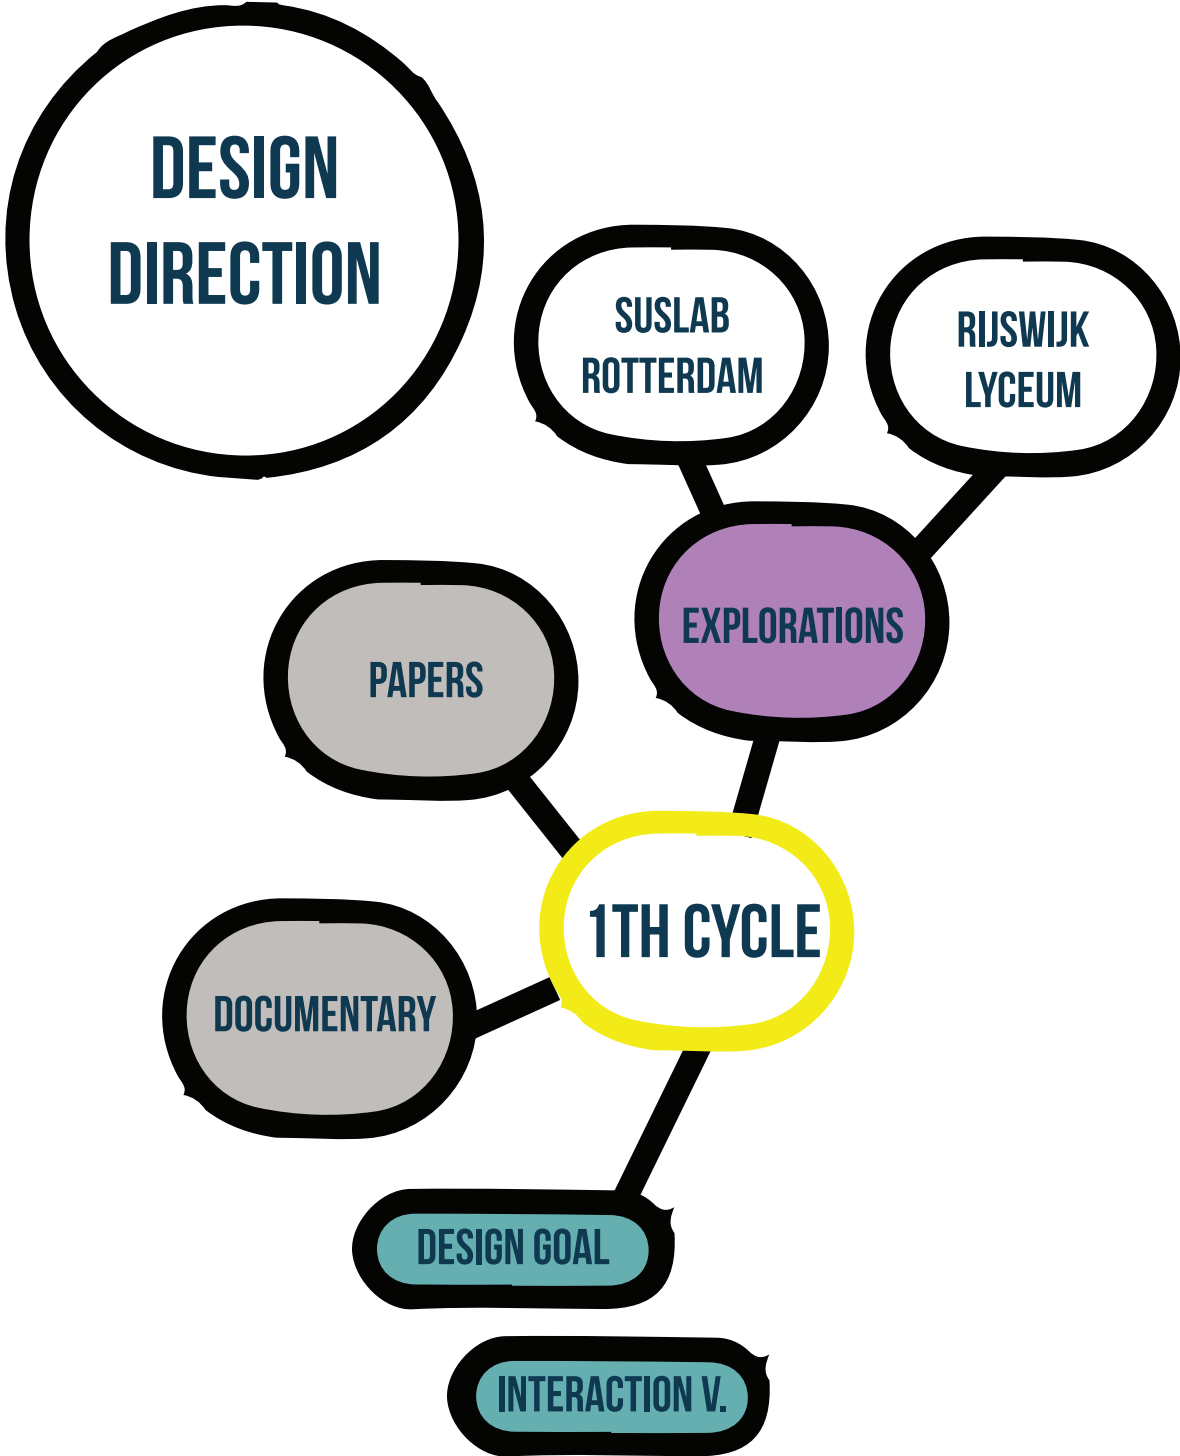 DESIGN
DIRECTION
SUSLAB
ROTTERDAM
RIJSWIJK
LYCEUM
EXPLORATIONS
PAPERS
1TH CYCLE
DOCUMENTARY
DESIGN GOAL
INTERACTION V.